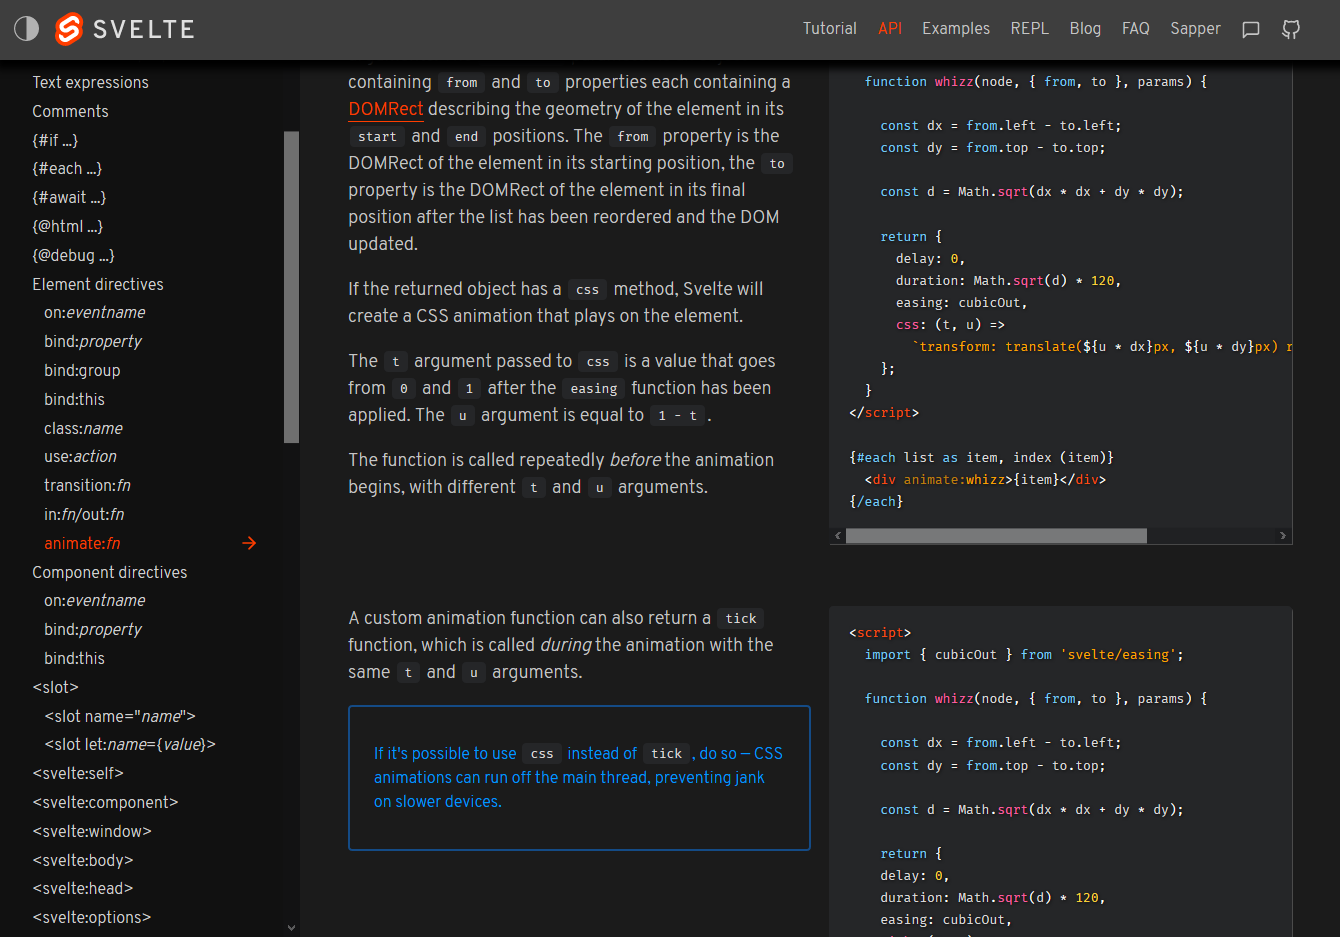 SVELTE
Tutorial API Examples REPL Blog FAQ Sapper
Text expressions
Comments
{#if ...}
{#each ...}
{#await ...}
{@html ...}
{@debug ...}
Element directives
on:eventname
bind:property
bind:group
bind:this
class:name
use:action
transition:fn
in:fn/out:fn
animate:fn
Component directives
on:eventname
bind:property
bind:this
<slot>
<slot name="name">
<slot let:name={value}>
<svelte:self>
<svelte:component>
<svelte:window>
<svelte:body>
<svelte:head>
<svelte:options>
containing from and to properties each containing a
DOMRect describing the geometry of the element in its
start and end positions. The from property is the
DOMRect of the element in its starting position, the to
property is the DOMRect of the element in its final
position after the list has been reordered and the DOM
updated.
If the returned object has a css method, Svelte will
create a CSS animation that plays on the element.
The t argument passed to css is a value that goes
from 0 and 1 after the easing function has been
applied. The u argument is equal to 1 - t.
The function is called repeatedly before the animation
begins, with different t and u arguments.
function whizz(node, { from, to }, params) {
const dx = from.left - to.left;
const dy = from.top - to.top;
const d = Math.sqrt(dx * dx + dy * dy);
return {
delay: 0,
duration: Math.sqrt(d) * 120,
easing: cubicOut,
css: (t, u) =>
`transform: translate(${u * dx}px, ${u * dy}px) r
};
}
</script>
{#each list as item, index (item)}
<div animate:whizz>{item}</div>
{/each}
A custom animation function can also return a tick
function, which is called during the animation with the
same t and u arguments.
If it's possible to use css instead of tick, do so — CSS
animations can run off the main thread, preventing jank
on slower devices.
<script>
import { cubicOut } from 'svelte/easing';
function whizz(node, { from, to }, params) {
const dx = from.left - to.left;
const dy = from.top - to.top;
const d = Math.sqrt(dx * dx + dy * dy);
return {
delay: 0,
duration: Math.sqrt(d) * 120,
easing: cubicOut,